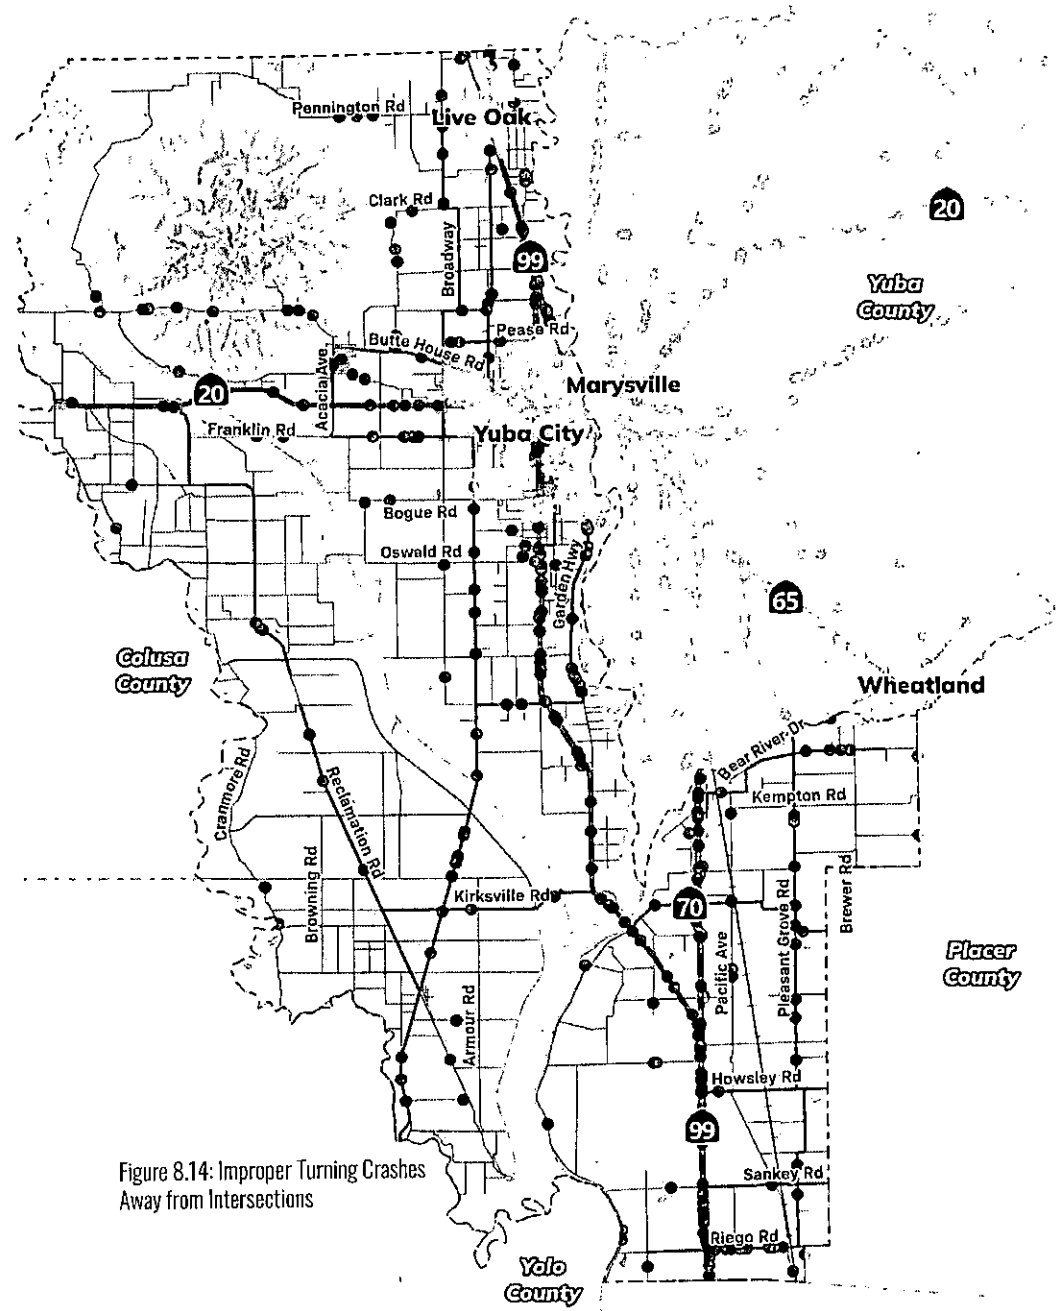 Pennington Rd
Live Oak
Clark Rd
20
Broadway
99
Yuba
County
Pease Rd
Butte House Rd
Acacia Ave
Marysville
20
Franklin Rd
Yuba City
Bogue Rd
Oswald Rd
Garden Hwy
65
Colusa
County
Wheatland
Bear River Dr
Cranmore Rd
Reclamation Rd
Kempton Rd
Browning Rd
Kirksville Rd
70
Pleasant Grove Rd
Brewer Rd
Pacific Ave
Placer
County
Armour Rd
Howsley Rd
99
Figure 8.14: Improper Turning Crashes
Away from Intersections
Sankey Rd
Riego Rd
Yolo
County